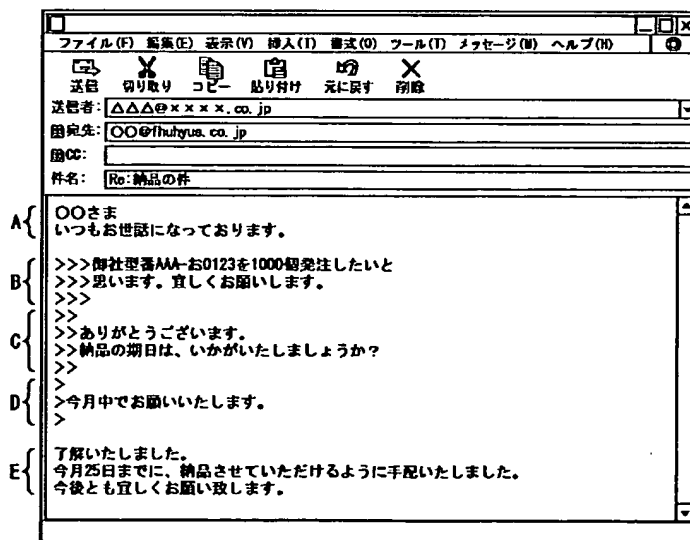 ファイル(F) 編集(E) 表示(V) 挿入(I) 書式(O) ツール(T) メッセージ(M) ヘルプ(H)
送信 切り取り コピー 貼り付け 元に戻す 削除
送信者: △△△@××××.co.jp
宛先: ○○@fhuhyus.co.jp
CC:
件名: Re:納品の件
A{ ○○さま
いつもお世話になっております。
B{ >>>御社型番AAA-お0123を1000個発注したいと
>>>思います。宜しくお願いします。
>>>
C{ >>
>>ありがとうございます。
>>納品の期日は、いかがいたしましょうか?
>>
D{ >
>今月中でお願いいたします。
>
E{ 了解いたしました。
今月25日までに、納品させていただけるように手配いたしました。
今後とも宜しくお願い致します。